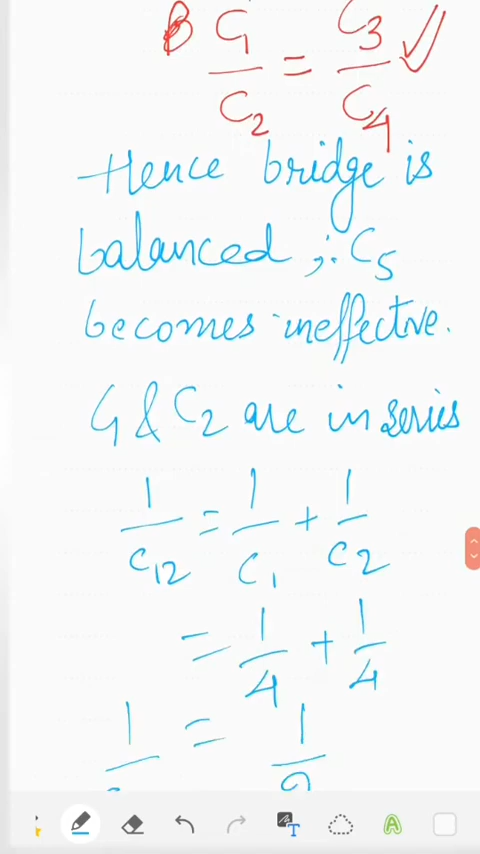 B C1/C2 = C3/C4 ✓
Hence bridge is
balanced ; ∴ C5
becomes ineffective.
C1 & C2 are in series
1/C12 = 1/C1 + 1/C2
= 1/4 + 1/4